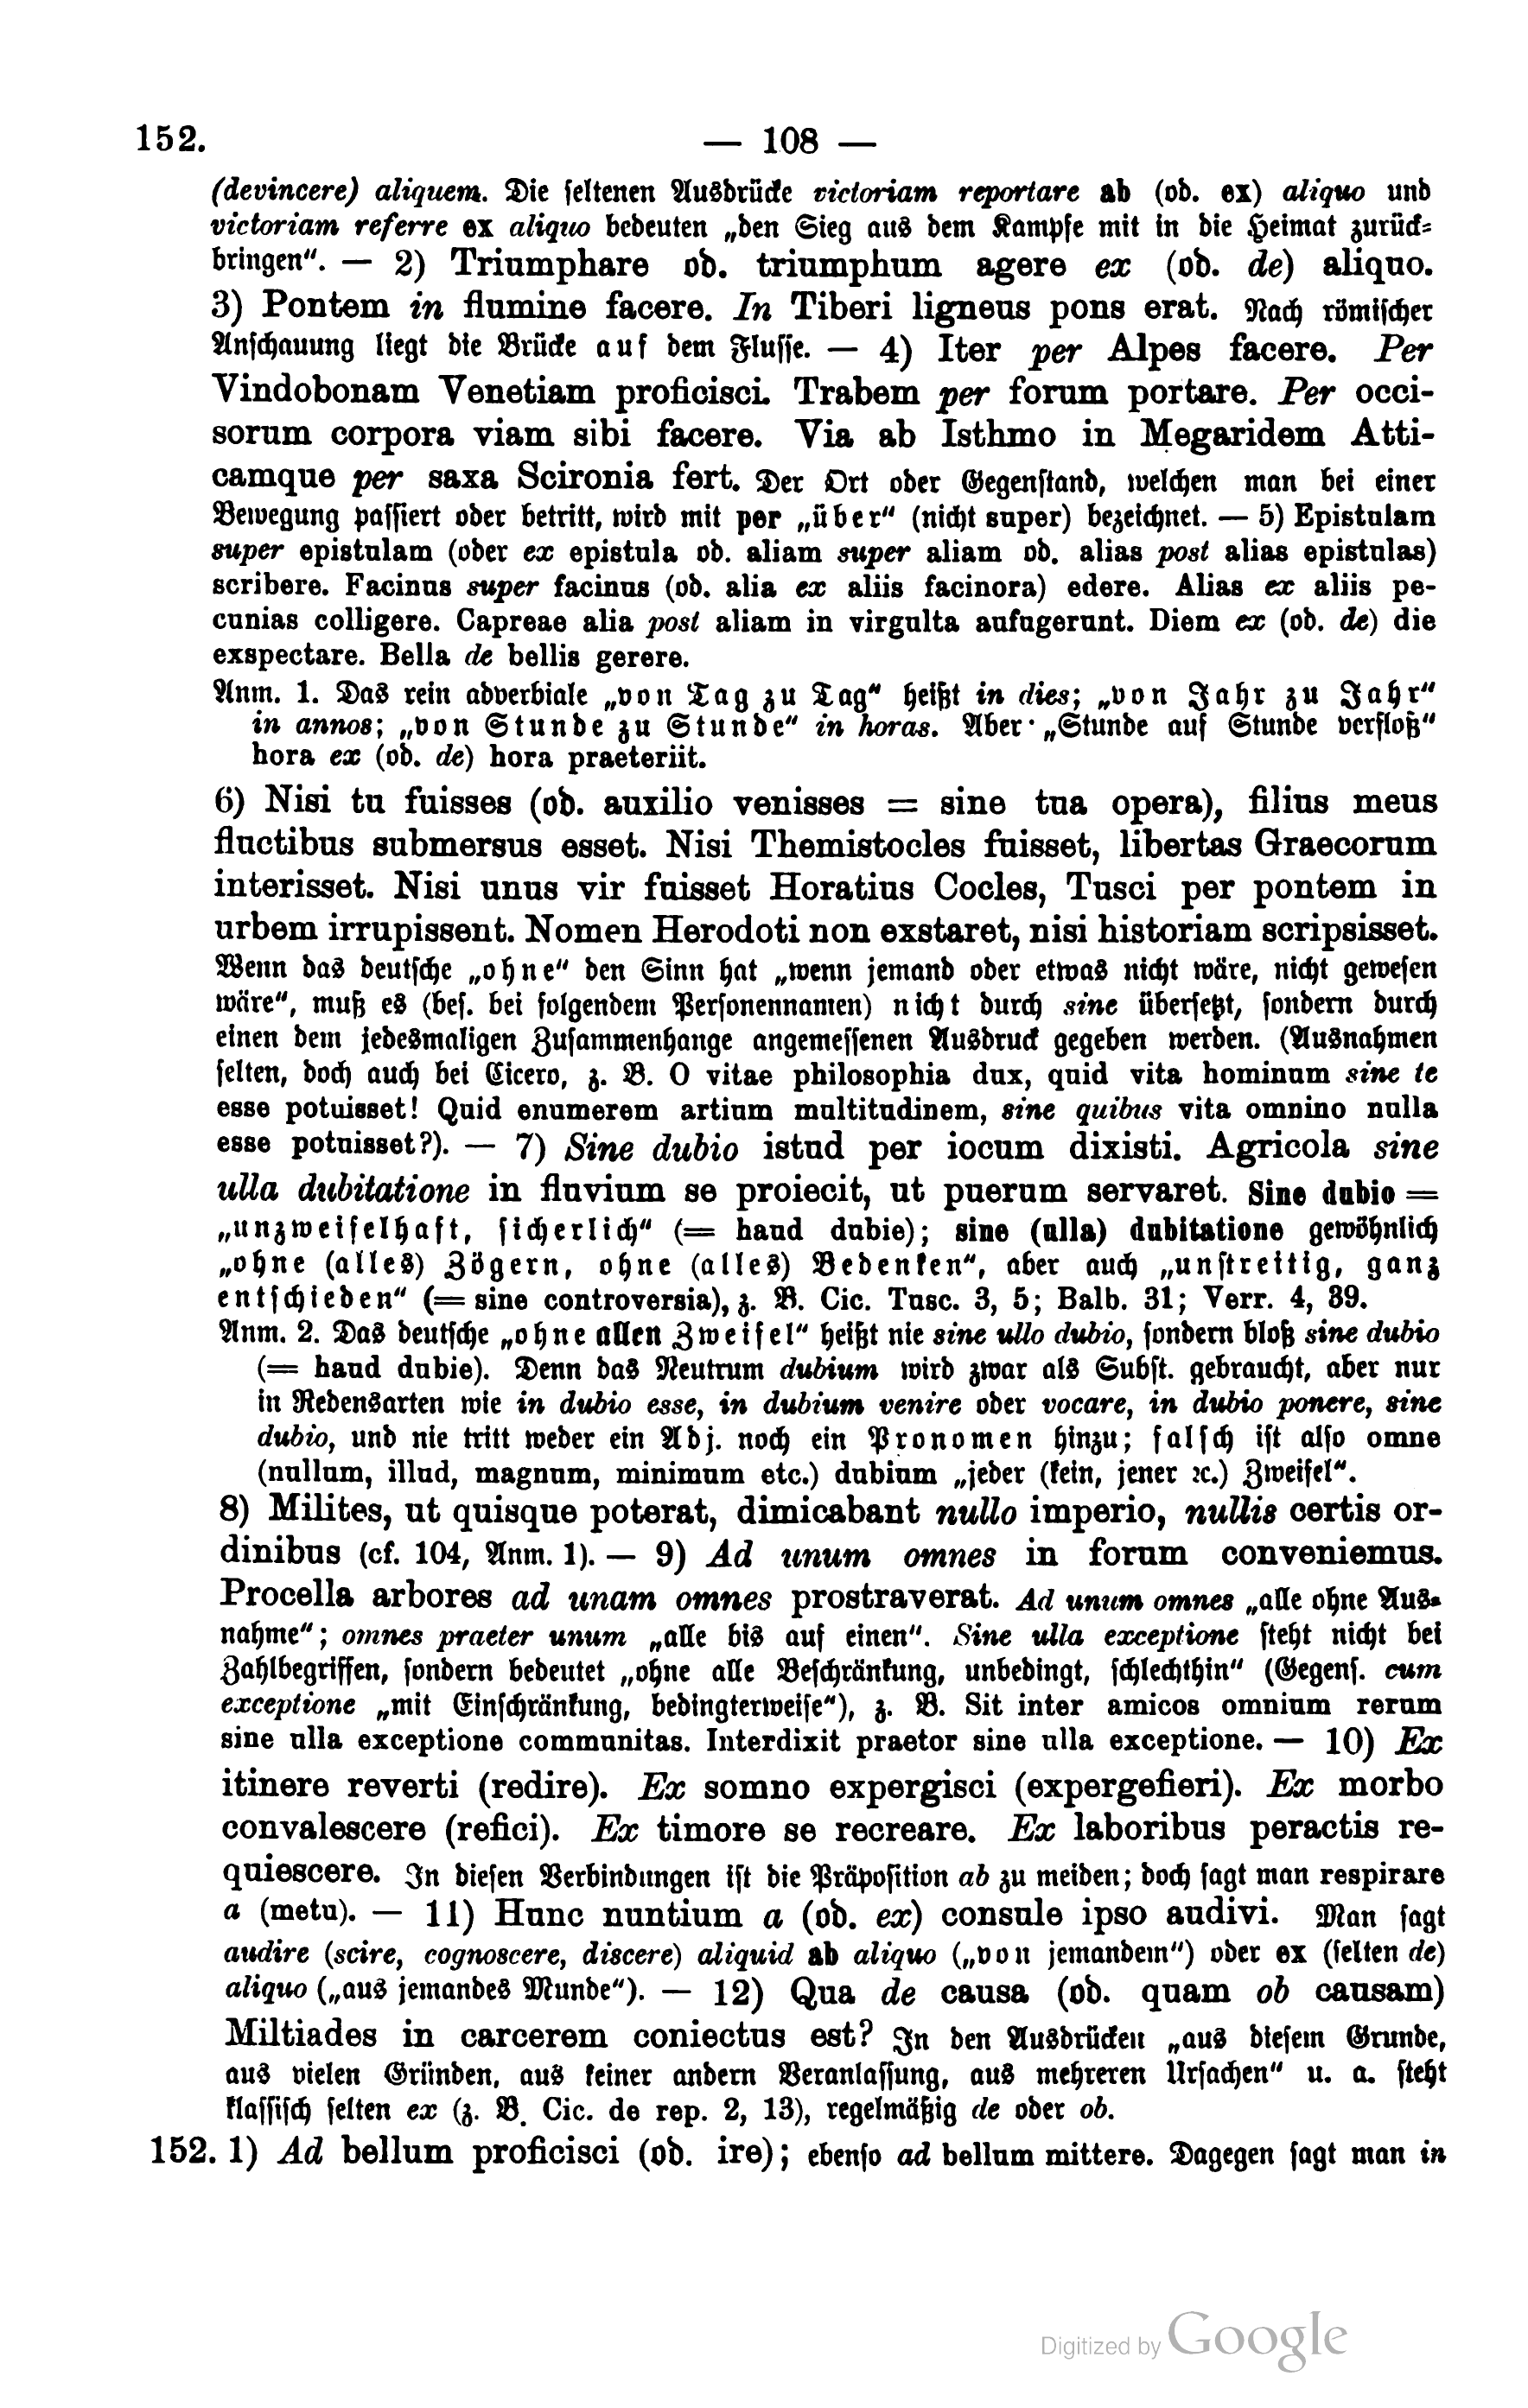 152.
— 108 —
(devincere) aliquem. Die seltenen Ausbrücke victoriam reportare ab (od. ex) aliquo und
victoriam referre ex aliquo bedeuten „den Sieg aus dem Kampfe mit in die Heimat zurück-
bringen“. — 2) Triumphare od. triumphum agere ex (od. de) aliquo.
3) Pontem in flumine facere. In Tiberi ligneus pons erat. Nach römischer
Anschauung liegt die Brücke auf dem Flusse. — 4) Iter per Alpes facere. Per
Vindobonam Venetiam proficisci. Trabem per forum portare. Per occi-
sorum corpora viam sibi facere. Via ab Isthmo in Megaridem Atti-
camque per saxa Scironia fert. Der Ort oder Gegenstand, welchen man bei einer
Bewegung passiert oder betritt, wird mit per „über“ (nicht super) bezeichnet. — 5) Epistulam
super epistulam (oder ex epistula od. aliam super aliam od. alias post alias epistulas)
scribere. Facinus super facinus (od. alia ex aliis facinora) edere. Alias ex aliis pe-
cunias colligere. Capreae alia post aliam in virgulta aufugerunt. Diem ex (od. de) die
exspectare. Bella de bellis gerere.
Anm. 1. Das rein adverbiale „von Tag zu Tag“ heißt in dies; „von Jahr zu Jahr“
in annos; „von Stunde zu Stunde“ in horas. Aber „Stunde auf Stunde verfloß“
hora ex (od. de) hora praeteriit.
6) Nisi tu fuisses (od. auxilio venisses = sine tua opera), filius meus
fluctibus submersus esset. Nisi Themistocles fuisset, libertas Graecorum
interisset. Nisi unus vir fuisset Horatius Cocles, Tusci per pontem in
urbem irrupissent. Nomen Herodoti non exstaret, nisi historiam scripsisset.
Wenn das deutsche „ohne“ den Sinn hat „wenn jemand oder etwas nicht wäre, nicht gewesen
wäre“, muß es (bes. bei folgendem Personennamen) nicht durch sine übersetzt, sondern durch
einen dem jedesmaligen Zusammenhange angemessenen Ausdruck gegeben werden. (Ausnahmen
selten, doch auch bei Cicero, z. B. O vitae philosophia dux, quid vita hominum sine te
esse potuisset! Quid enumerem artium multitudinem, sine quibus vita omnino nulla
esse potuisset?). — 7) Sine dubio istud per iocum dixisti. Agricola sine
ulla dubitatione in fluvium se proiecit, ut puerum servaret. Sine dubio =
„unzweifelhaft, sicherlich“ (= haud dubie); sine (ulla) dubitatione gewöhnlich
„ohne (alles) Zögern, ohne (alles) Bedenken“, aber auch „unstreitig, ganz
entschieden“ (= sine controversia), z. B. Cic. Tusc. 3, 5; Balb. 31; Verr. 4, 39.
Anm. 2. Das deutsche „ohne allen Zweifel“ heißt nie sine ullo dubio, sondern bloß sine dubio
(= haud dubie). Denn das Neutrum dubium wird zwar als Subst. gebraucht, aber nur
in Redensarten wie in dubio esse, in dubium venire oder vocare, in dubio ponere, sine
dubio, und nie tritt weder ein Adj. noch ein Pronomen hinzu; falsch ist also omne
(nullum, illud, magnum, minimum etc.) dubium „jeder (kein, jener ꝛc.) Zweifel“.
8) Milites, ut quisque poterat, dimicabant nullo imperio, nullis certis or-
dinibus (cf. 104, Anm. 1). — 9) Ad unum omnes in forum conveniemus.
Procella arbores ad unam omnes prostraverat. Ad unum omnes „alle ohne Aus-
nahme“; omnes praeter unum „alle bis auf einen“. Sine ulla exceptione steht nicht bei
Zahlbegriffen, sondern bedeutet „ohne alle Beschränkung, unbedingt, schlechthin“ (Gegens. cum
exceptione „mit Einschränkung, bedingterweise“), z. B. Sit inter amicos omnium rerum
sine ulla exceptione communitas. Interdixit praetor sine ulla exceptione. — 10) Ex
itinere reverti (redire). Ex somno expergisci (expergefieri). Ex morbo
convalescere (refici). Ex timore se recreare. Ex laboribus peractis re-
quiescere. In diesen Verbindungen ist die Präposition ab zu meiden; doch sagt man respirare
a (metu). — 11) Hunc nuntium a (od. ex) consule ipso audivi. Man sagt
audire (scire, cognoscere, discere) aliquid ab aliquo („von jemandem“) oder ex (selten de)
aliquo („aus jemandes Munde“). — 12) Qua de causa (od. quam ob causam)
Miltiades in carcerem coniectus est? In den Ausdrücken „aus diesem Grunde,
aus vielen Gründen, aus keiner andern Veranlassung, aus mehreren Ursachen“ u. a. steht
klassisch selten ex (z. B. Cic. de rep. 2, 13), regelmäßig de oder ob.
152. 1) Ad bellum proficisci (od. ire); ebenso ad bellum mittere. Dagegen sagt man in
Digitized by Google